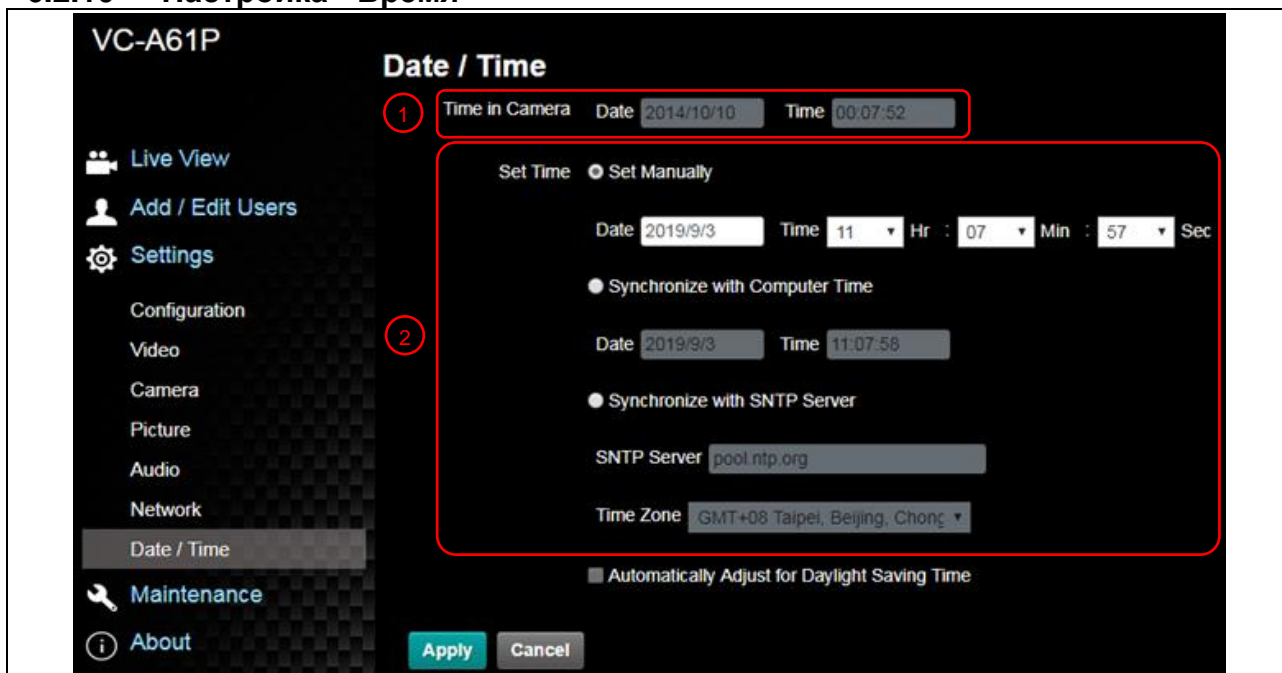 Настройка - Время
VC-A61P
Date / Time
1
Time in Camera Date 2014/10/10 Time 00:07:52
Live View
Add / Edit Users
Settings
Configuration
Video
Camera
Picture
Audio
Network
Date / Time
Maintenance
About
2
Set Time Set Manually
Date 2019/9/3 Time 11 Hr : 07 Min : 57 Sec
Synchronize with Computer Time
Date 2019/9/3 Time 11:07:58
Synchronize with SNTP Server
SNTP Server pool.ntp.org
Time Zone GMT+08 Taipei, Beijing, Chong
Automatically Adjust for Daylight Saving Time
Apply Cancel